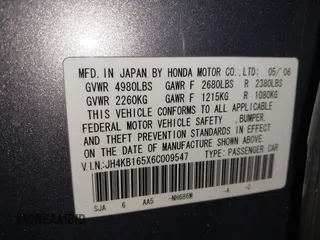 MFD. IN JAPAN BY HONDA MOTOR CO., LTD: 05/06
GVWR 4980LBS GAWR F 2680LBS R 2380LBS
GVWR 2260KG GAWR F 1215KG R 1080KG
THIS VEHICLE CONFORMS TO ALL APPLICABLE
FEDERAL MOTOR VEHICLE SAFETY, BUMPER,
AND THEFT PREVENTION STANDARDS IN EFFECT
ON THE DATE OF MANUFACTURE SHOWN ABOVE.
V.I.N:JH4KB165X6C009547 TYPE: PASSENGER CAR
SJA 6 AA5 -NH686M -A -C